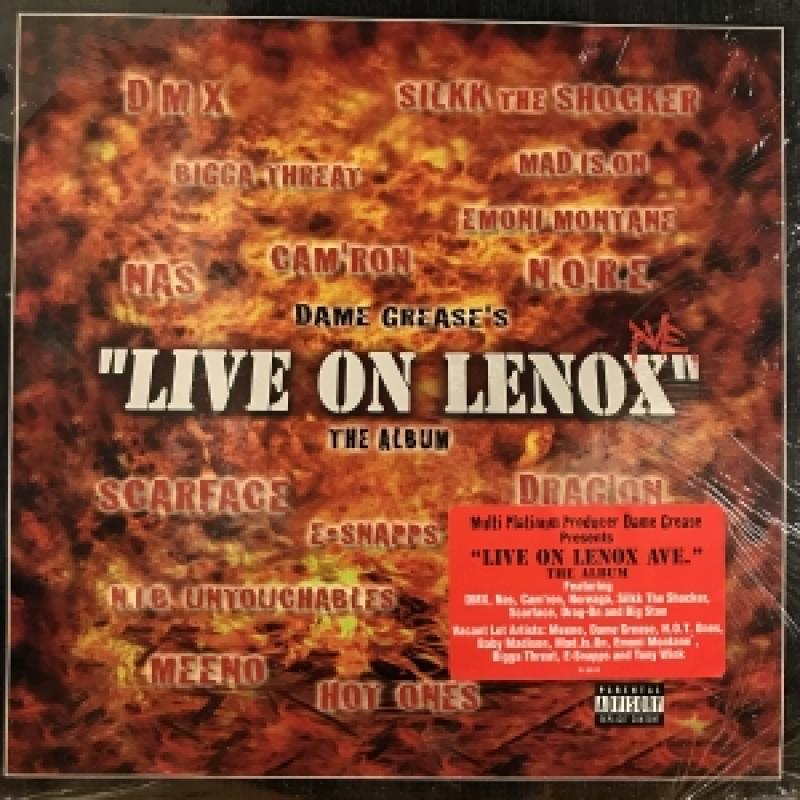 DMX
SILKK THE SHOCKER
BIGGA THREAT
MAD.IS.ON
EMONI MONTANE
NAS
CAM'RON
N.O.R.E.
DAME GREASE'S
AVE
"LIVE ON LENOX"
THE ALBUM
SCARFACE
DRAG'ON
E=SNAPPS
N.I.B. UNTOUCHABLES
MEENO
HOT ONES
Multi Platinum Producer Dame Grease
Presents
"LIVE ON LENOX AVE."
THE ALBUM
Featuring
DMX, Nas, Cam'ron, Noreaga, Silkk The Shocker,
Scarface, Drag-On and Big Stan
Vacant Lot Artists: Meeno, Dame Grease, H.O.T. Ones,
Baby Madison, Mad.Is.On, Emoni Montane',
Bigga Threat, E-Snapps and Tony Wink
PARENTAL
ADVISORY
EXPLICIT CONTENT